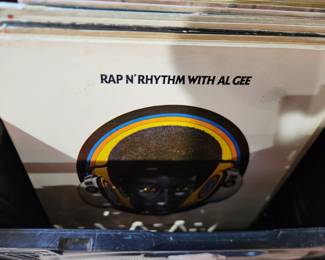 RAP N' RHYTHM WITH AL GEE